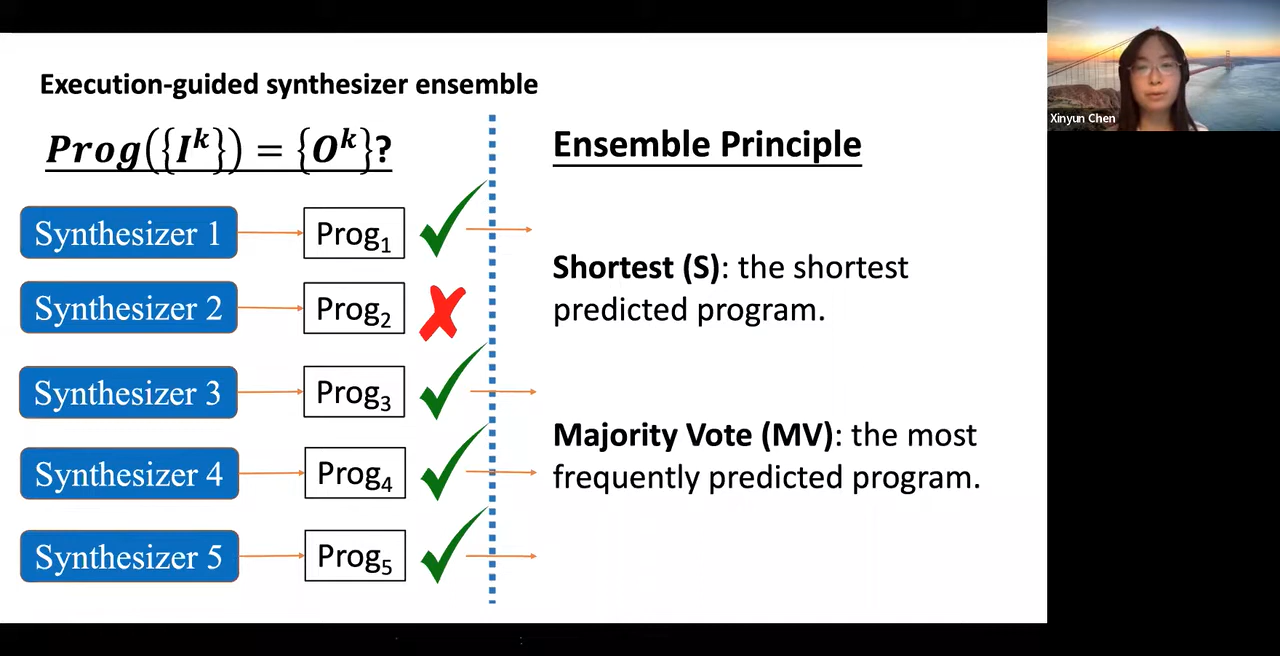 Execution-guided synthesizer ensemble
Prog({I^k}) = {O^k}?
Synthesizer 1
Prog₁
Synthesizer 2
Prog₂
Synthesizer 3
Prog₃
Synthesizer 4
Prog₄
Synthesizer 5
Prog₅
Ensemble Principle
Shortest (S): the shortest
predicted program.
Majority Vote (MV): the most
frequently predicted program.
Xinyun Chen